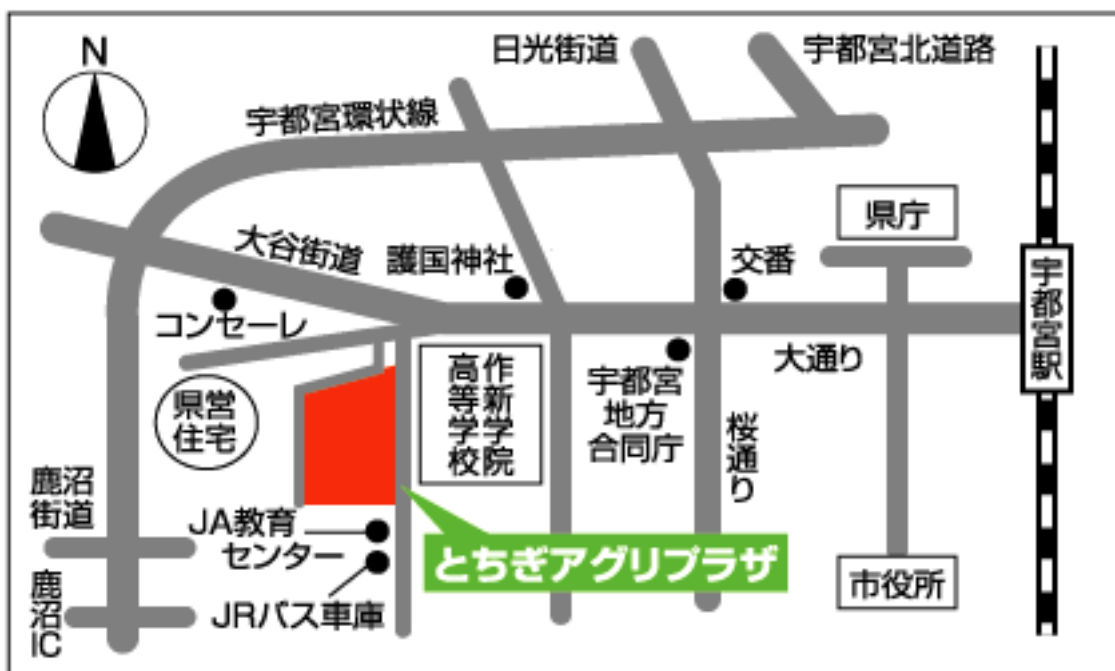 N
日光街道
宇都宮北道路
宇都宮環状線
県庁
大谷街道
護国神社
交番
宇都宮駅
コンセーレ
大通り
県営
住宅
作新学院
高等学校
宇都宮
地方
合同庁
桜通り
鹿沼
街道
JA教育
センター
とちぎアグリプラザ
市役所
鹿沼
IC
JRバス車庫